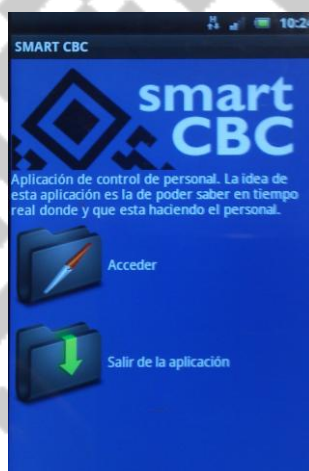 H 10:24
SMART CBC
smart
CBC
Aplicación de control de personal. La idea de
esta aplicación es la de poder saber en tiempo
real donde y que esta haciendo el personal.
Acceder
Salir de la aplicación